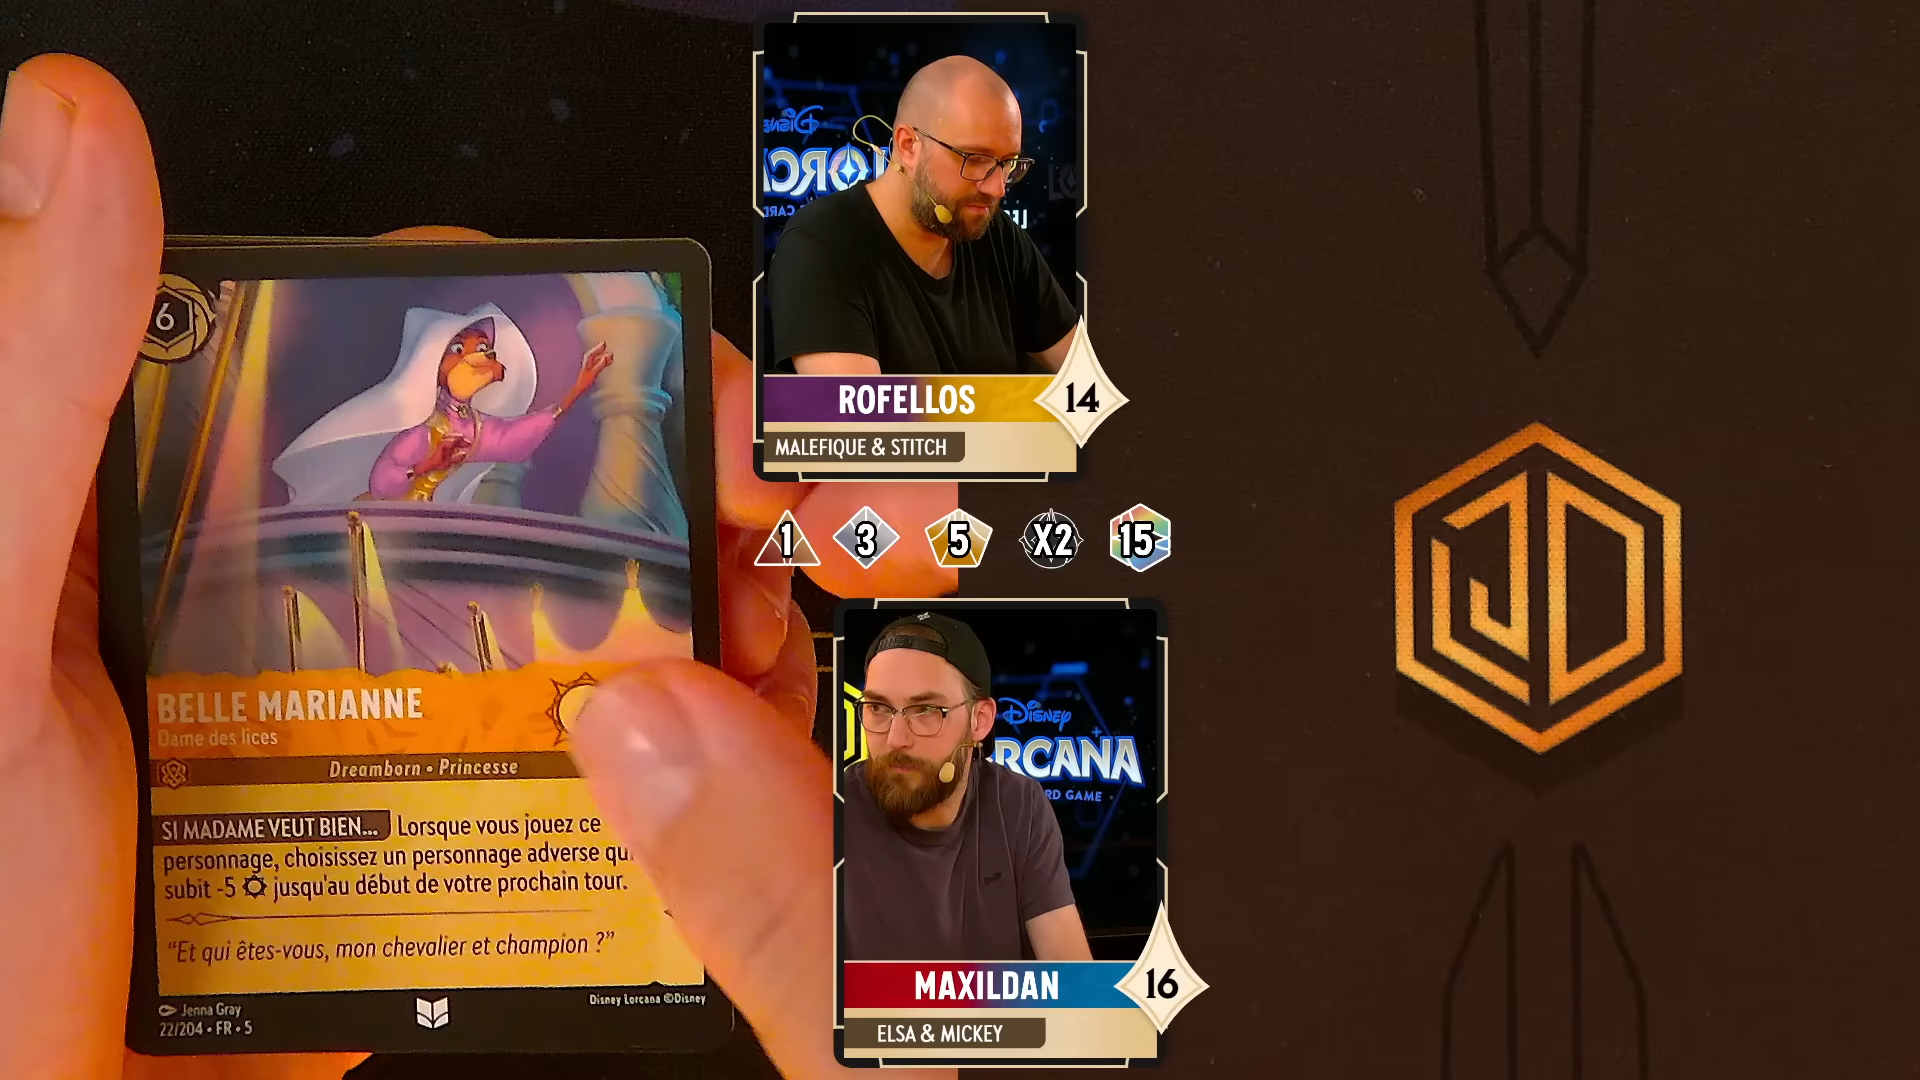 6
BELLE MARIANNE
Dame des lices
Dreamborn • Princesse
SI MADAME VEUT BIEN... Lorsque vous jouez ce
personnage, choisissez un personnage adverse qu
subit -5 jusqu'au début de votre prochain tour.
"Et qui êtes-vous, mon chevalier et champion ?"
Jenna Gray
22/204 • FR • 5
Disney Lorcana ©Disney
ROFELLOS
14
MALEFIQUE & STITCH
1
3
5
X2
15
Disney
RCANA
RD GAME
MAXILDAN
16
ELSA & MICKEY
JD